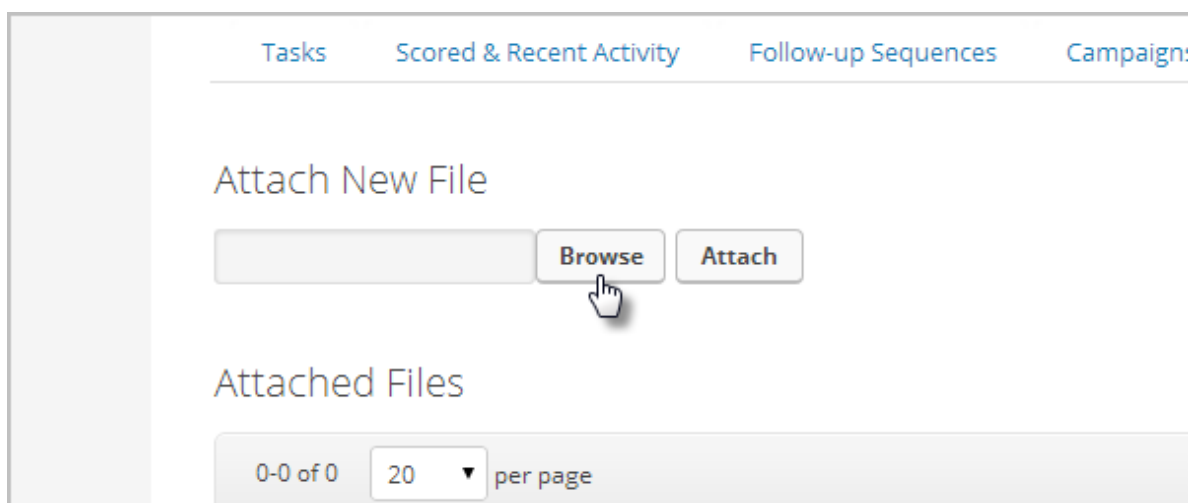 Tasks Scored & Recent Activity Follow-up Sequences Campaigns
Attach New File
Browse Attach
Attached Files
0-0 of 0 20 per page